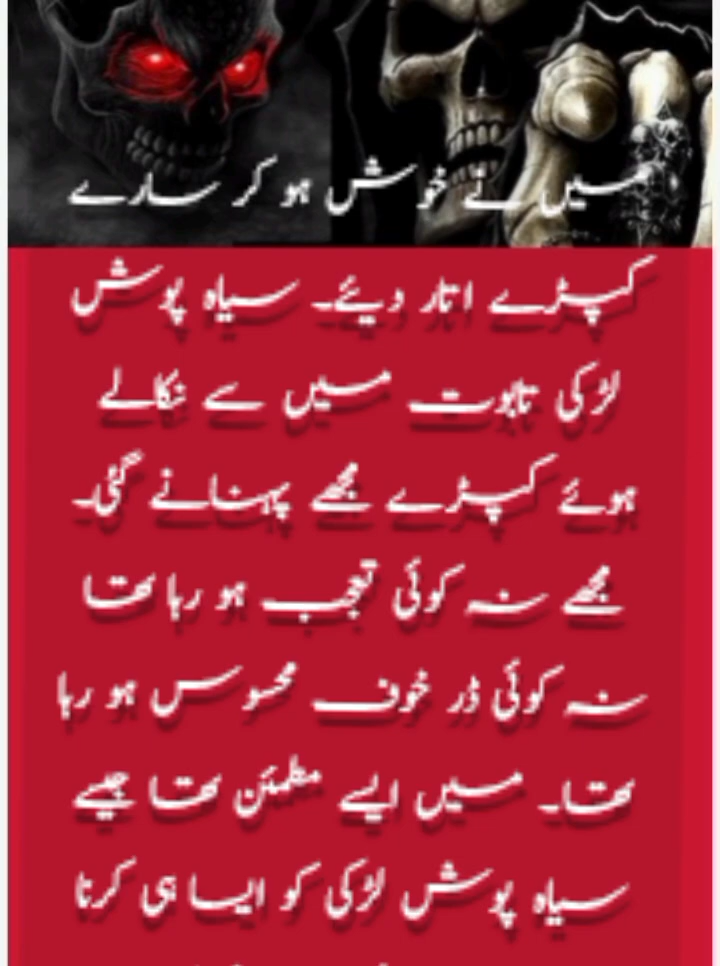 میں نے خوش ہو کر سارے
کپڑے اتار دیئے۔ سیاہ پوش
لڑکی تابوت میں سے نکالے
ہوئے کپڑے مجھے پہنانے گئی۔
مجھے نہ کوئی تعجب ہو رہا تھا
نہ کوئی ڈر خوف محسوس ہو رہا
تھا۔ میں ایسے مطمئن تھا جیسے
سیاہ پوش لڑکی کو ایسا ہی کرنا